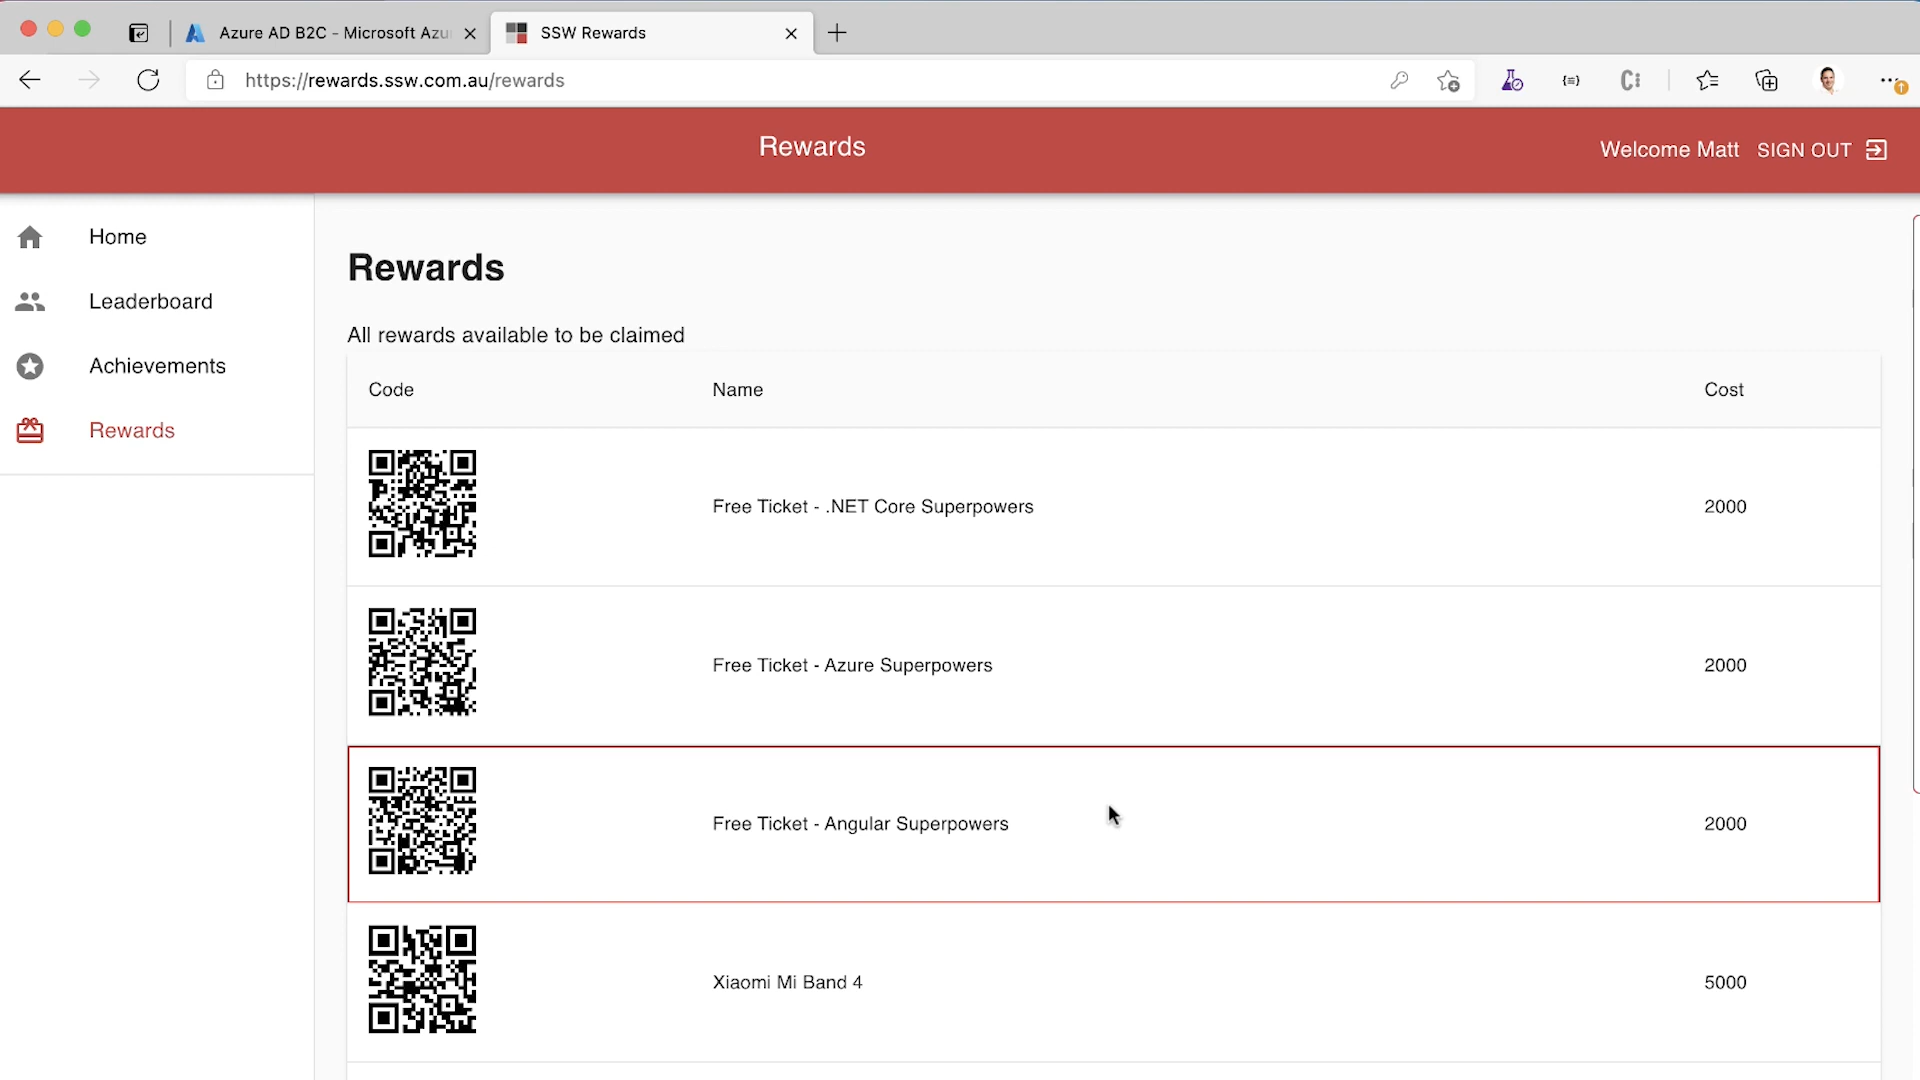 Azure AD B2C - Microsoft Azu
SSW Rewards
https://rewards.ssw.com.au/rewards
Rewards
Welcome Matt
SIGN OUT
Home
Leaderboard
Achievements
Rewards
Rewards
All rewards available to be claimed
Code Name Cost
Free Ticket - .NET Core Superpowers 2000
Free Ticket - Azure Superpowers 2000
Free Ticket - Angular Superpowers 2000
Xiaomi Mi Band 4 5000